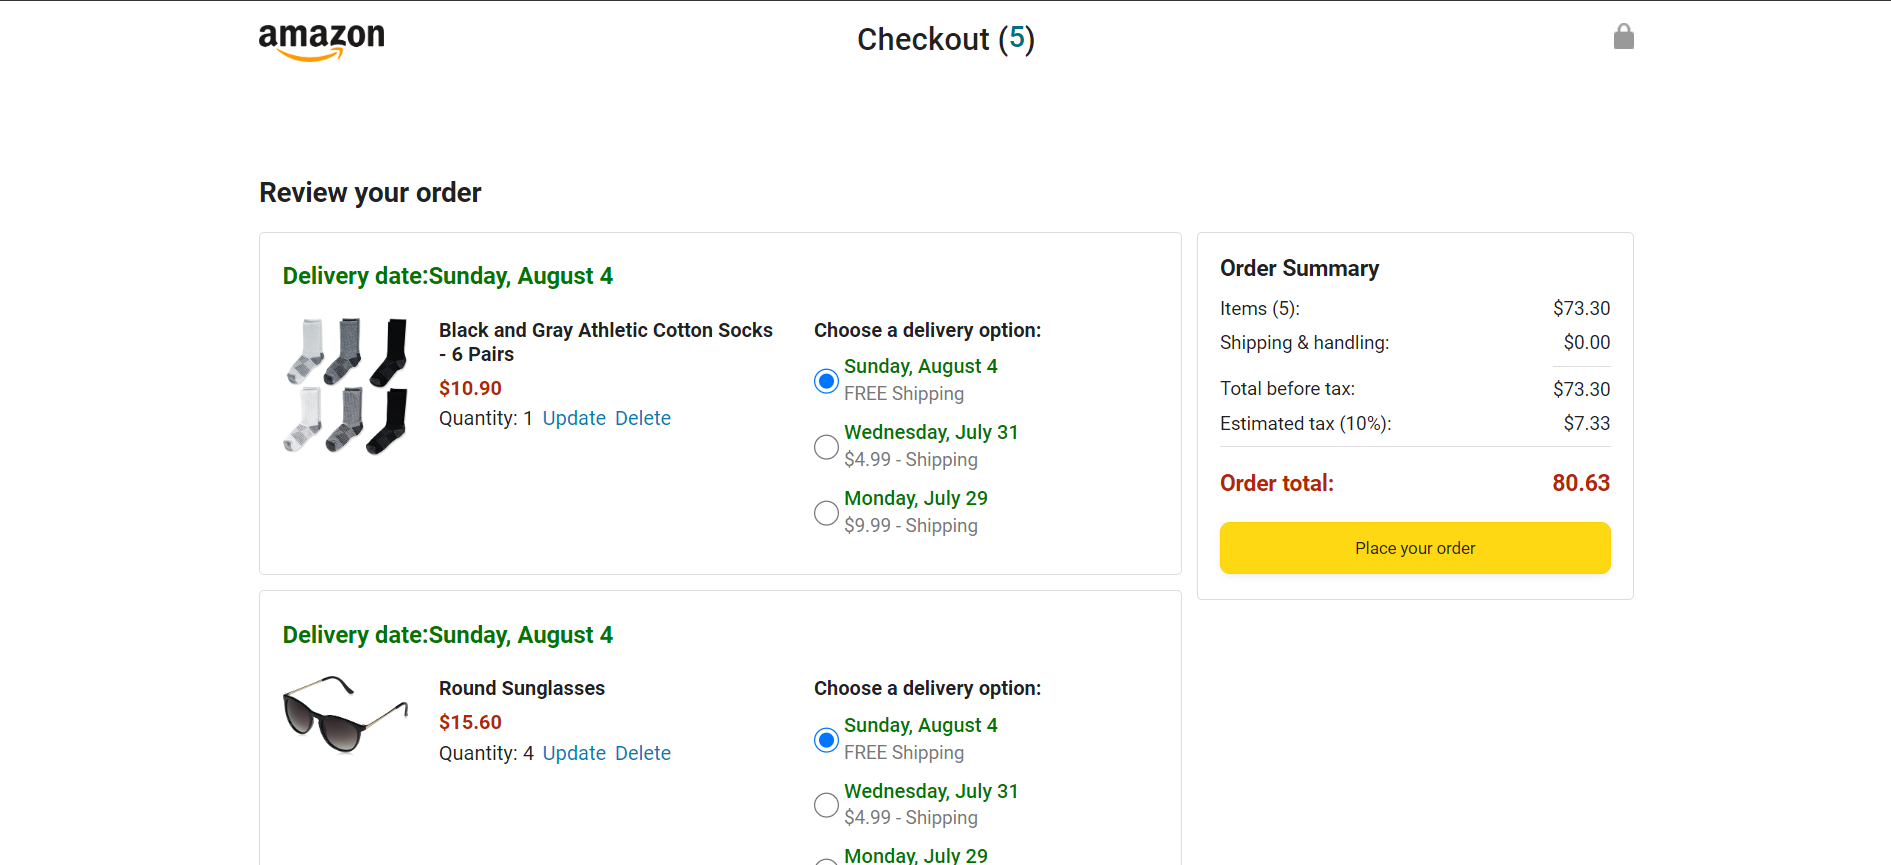 amazon
Checkout (5)
Review your order
Delivery date:Sunday, August 4
Black and Gray Athletic Cotton Socks
- 6 Pairs
$10.90
Quantity: 1 Update Delete
Choose a delivery option:
Sunday, August 4
FREE Shipping
Wednesday, July 31
$4.99 - Shipping
Monday, July 29
$9.99 - Shipping
Delivery date:Sunday, August 4
Round Sunglasses
$15.60
Quantity: 4 Update Delete
Choose a delivery option:
Sunday, August 4
FREE Shipping
Wednesday, July 31
$4.99 - Shipping
Monday, July 29
Order Summary
Items (5): $73.30
Shipping & handling: $0.00
Total before tax: $73.30
Estimated tax (10%): $7.33
Order total: 80.63
Place your order